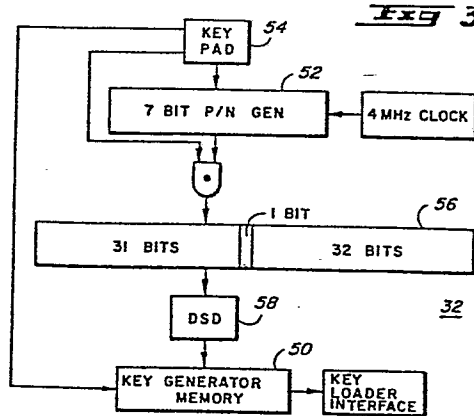 Fig 3
KEY
PAD
54
52
7 BIT P/N GEN
4 MHz CLOCK
1 BIT
56
31 BITS
32 BITS
32
DSD
58
50
KEY GENERATOR
MEMORY
KEY
LOADER
INTERFACE